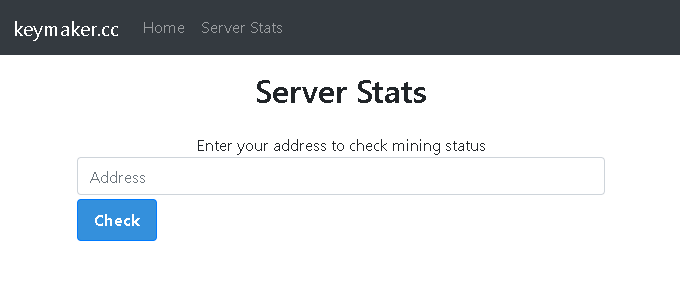 keymaker.cc Home Server Stats
Server Stats
Enter your address to check mining status
Address
Check